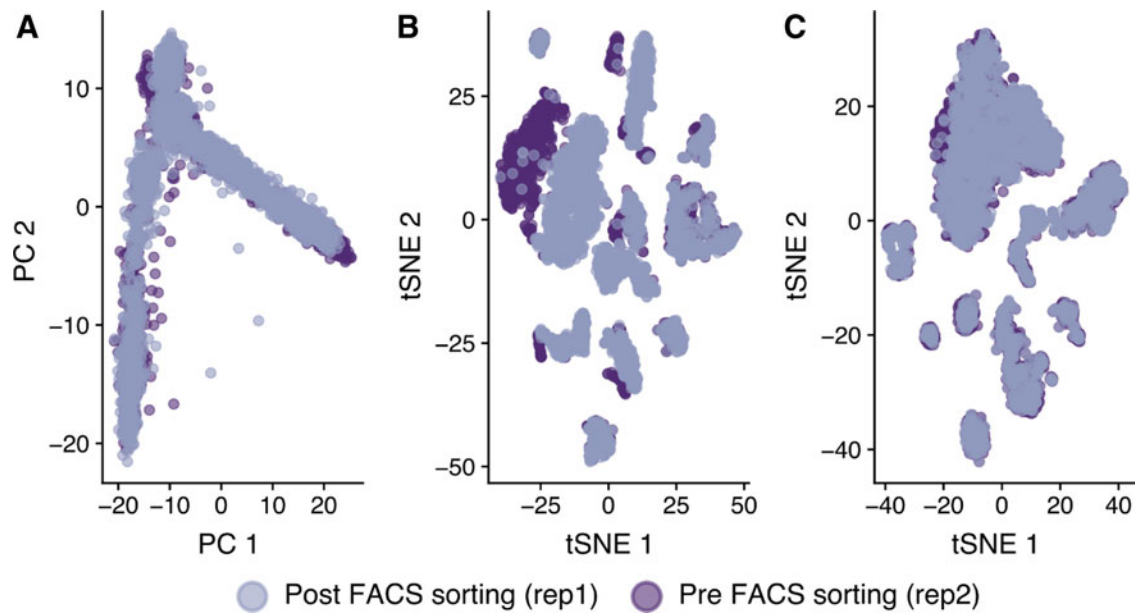 A
B
C
10
0
−10
−20
PC 2
−20 −10 0 10 20
PC 1
25
0
−25
−50
tSNE 2
−25 0 25 50
tSNE 1
20
0
−20
−40
tSNE 2
−40 −20 0 20 40
tSNE 1
Post FACS sorting (rep1) Pre FACS sorting (rep2)